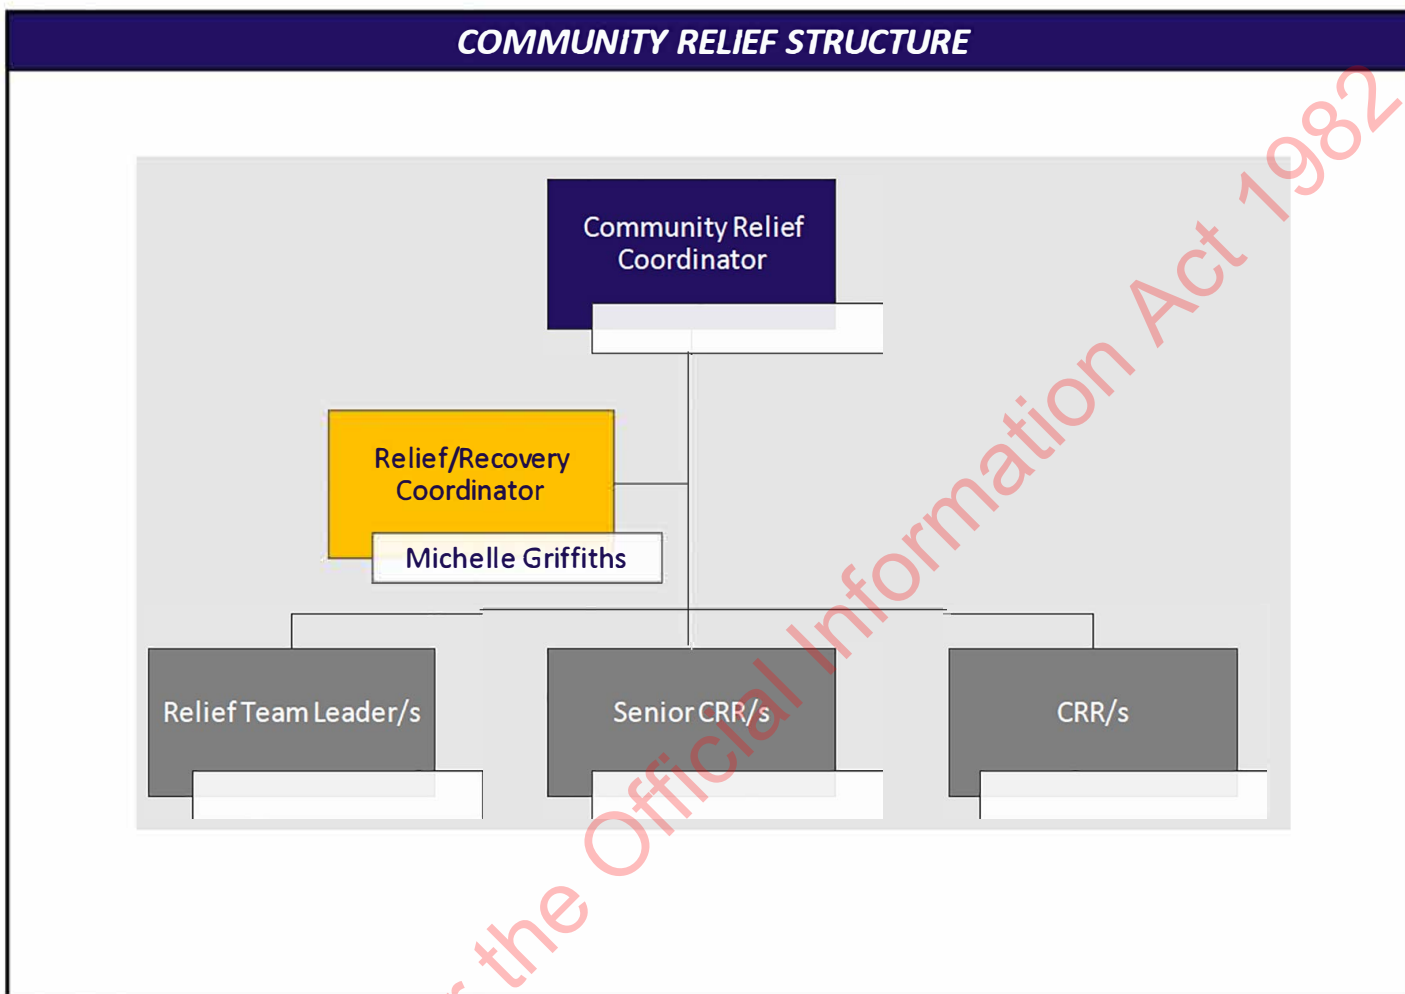 COMMUNITY RELIEF STRUCTURE
Community Relief
Coordinator
Relief/Recovery
Coordinator
Michelle Griffiths
Relief Team Leader/s
Senior CRR/s
CRR/s
the Official Information Act 1982